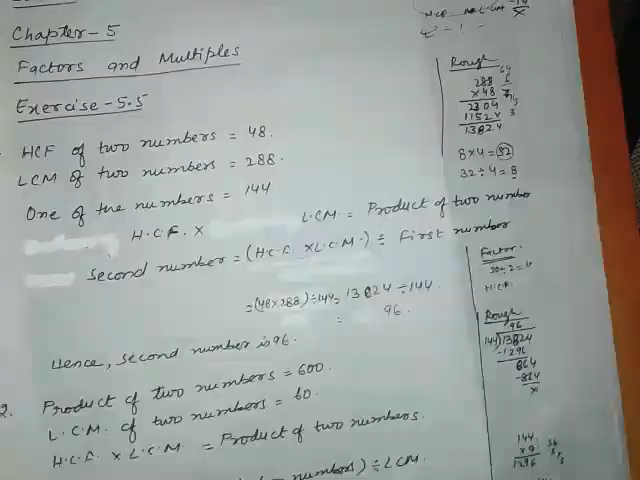 Chapter-5
Factors and Multiples
Exercise-5.5
HCF of two numbers = 48.
LCM of two numbers = 288.
One of the numbers = 144
H.C.F. X L.C.M. = Product of two number
Second number = (H.C.F. X L.C.M.) ÷ First number
= (48 x 288) ÷ 144 = 13824 ÷ 144.
= 96.
Hence, second number is 96.
2. Product of two numbers = 600.
L.C.M. of two numbers = 60.
H.C.F. X L.C.M. = Product of two numbers.
numbers) ÷ LCM.
Rough
288
x 48
2304
1152x
13824
8x4=32
32÷4=8
Factor.
H.C.F.
Rough
96
144 13824
-1296
864
-864
x
144
x 9
1296